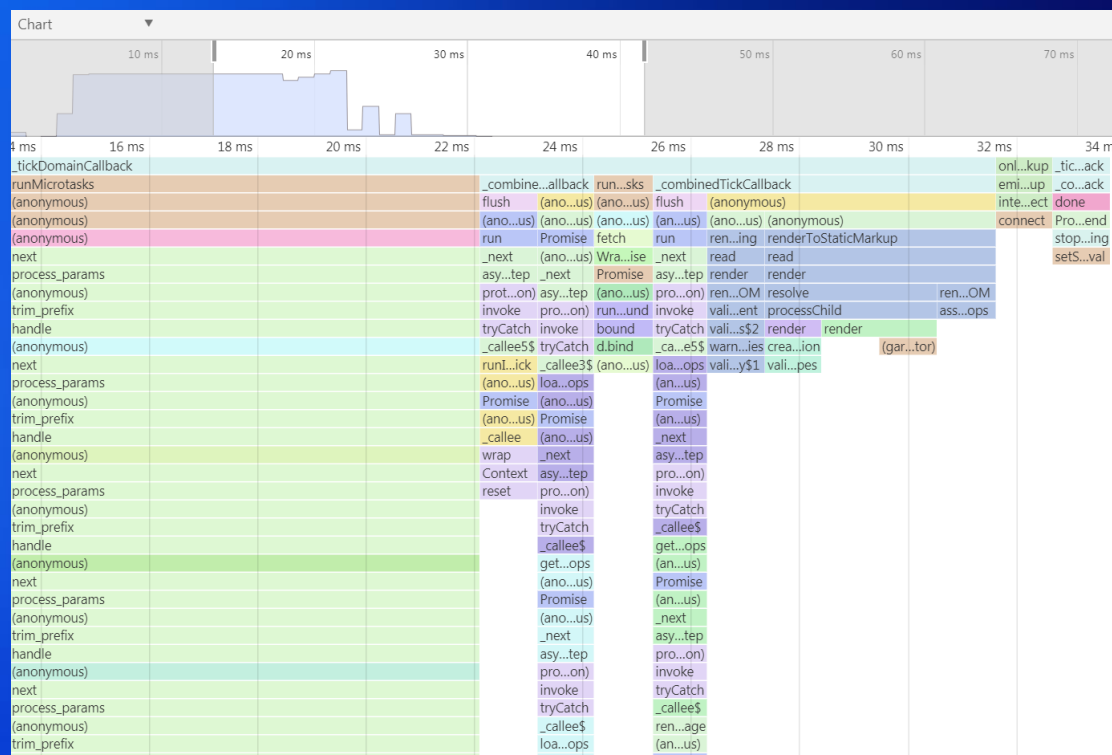 Chart ▼
10 ms 20 ms 30 ms 40 ms 50 ms 60 ms 70 ms
4 ms 16 ms 18 ms 20 ms 22 ms 24 ms 26 ms 28 ms 30 ms 32 ms 34 m
_tickDomainCallback onl...kup _tic...ack
runMicrotasks _combine...allback run...sks _combinedTickCallback emi...up _co...ack
(anonymous) flush (ano...us) (ano...us) flush (anonymous) inte...ect done
(anonymous) (ano...us) (ano...us) (ano...us) (an...us) (ano...us) (anonymous) connect Pro...end
(anonymous) run Promise fetch run ren...ing renderToStaticMarkup stop...ing
next _next (ano...us) Wra...ise _next read read setS...val
process_params asy...tep _next Promise asy...tep render render
(anonymous) prot...on) asy...tep (ano...us) pro...on) ren...OM resolve ren...OM
trim_prefix invoke pro...on) run...und invoke vali...ent processChild ass...ops
handle tryCatch invoke bound tryCatch vali...s$2 render render
(anonymous) _callee5$ tryCatch d.bind _ca...e5$ warn...ies crea...ion (gar...tor)
next runI...ick _callee3$ (ano...us) loa...ops vali...y$1 vali...pes
process_params (ano...us) loa...ops (an...us)
(anonymous) Promise (ano...us) Promise
trim_prefix (ano...us) Promise (an...us)
handle _callee (ano...us) _next
(anonymous) wrap _next asy...tep
next Context asy...tep pro...on)
process_params reset pro...on) invoke
(anonymous) invoke tryCatch
trim_prefix tryCatch _callee$
handle _callee$ get...ops
(anonymous) get...ops (an...us)
next (ano...us) Promise
process_params Promise (an...us)
(anonymous) (ano...us) _next
trim_prefix _next asy...tep
handle asy...tep pro...on)
(anonymous) pro...on) invoke
next invoke tryCatch
process_params tryCatch _callee$
(anonymous) _callee$ ren...age
trim_prefix loa...ops (an...us)